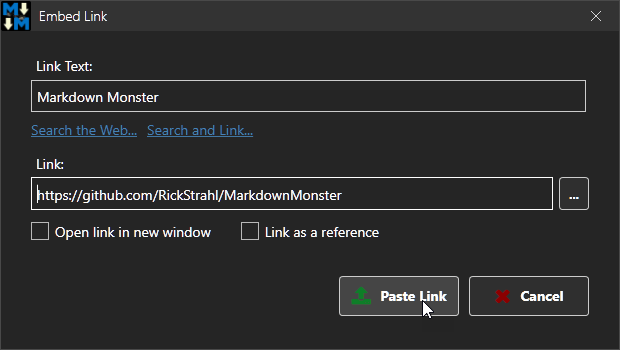 Embed Link
Link Text:
Markdown Monster
Search the Web... Search and Link...
Link:
https://github.com/RickStrahl/MarkdownMonster ...
Open link in new window Link as a reference
Paste Link Cancel